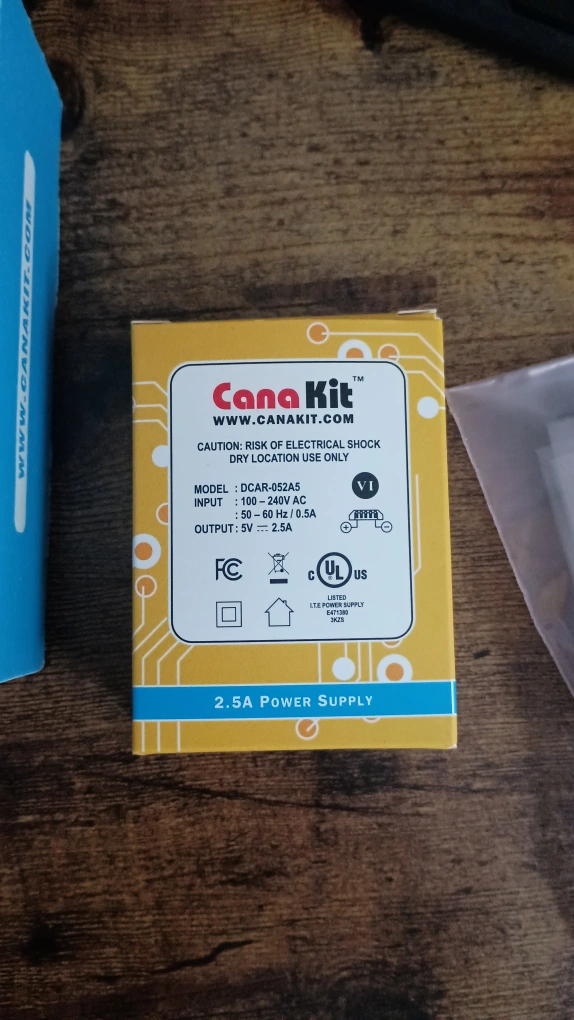 WWW.CANAKIT.COM
CanaKit™
WWW.CANAKIT.COM
CAUTION: RISK OF ELECTRICAL SHOCK
DRY LOCATION USE ONLY
MODEL : DCAR-052A5
INPUT : 100 – 240V AC
: 50 – 60 Hz / 0.5A
OUTPUT : 5V ⎓ 2.5A
VI
FC
C UL US
LISTED
I.T.E POWER SUPPLY
E471380
3KZS
2.5A POWER SUPPLY